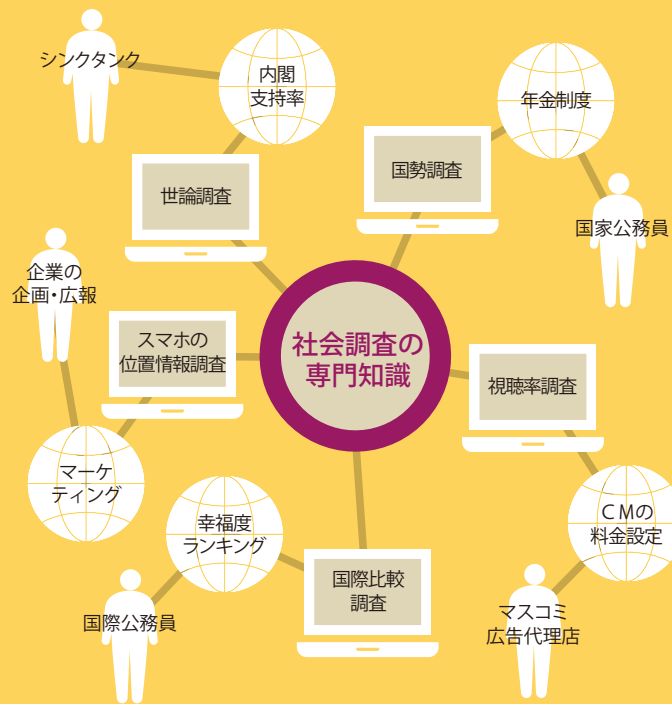 シンクタンク
内閣
支持率
年金制度
世論調査
国勢調査
国家公務員
企業の
企画・広報
スマホの
位置情報調査
社会調査の
専門知識
視聴率調査
マーケ
ティング
幸福度
ランキング
CMの
料金設定
国際比較
調査
国際公務員
マスコミ
広告代理店